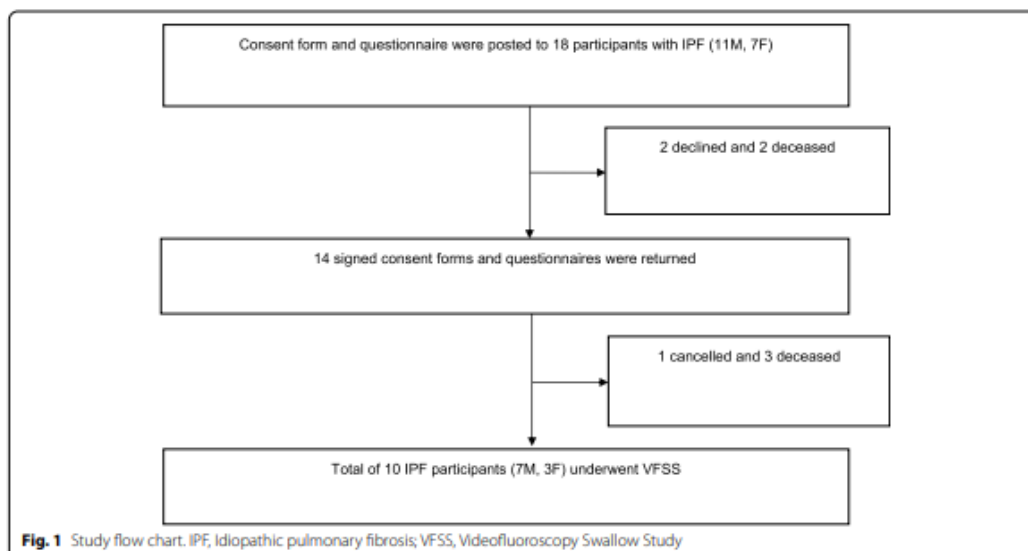 Consent form and questionnaire were posted to 18 participants with IPF (11M, 7F)
2 declined and 2 deceased
14 signed consent forms and questionnaires were returned
1 cancelled and 3 deceased
Total of 10 IPF participants (7M, 3F) underwent VFSS
Fig. 1 Study flow chart. IPF, Idiopathic pulmonary fibrosis; VFSS, Videofluoroscopy Swallow Study